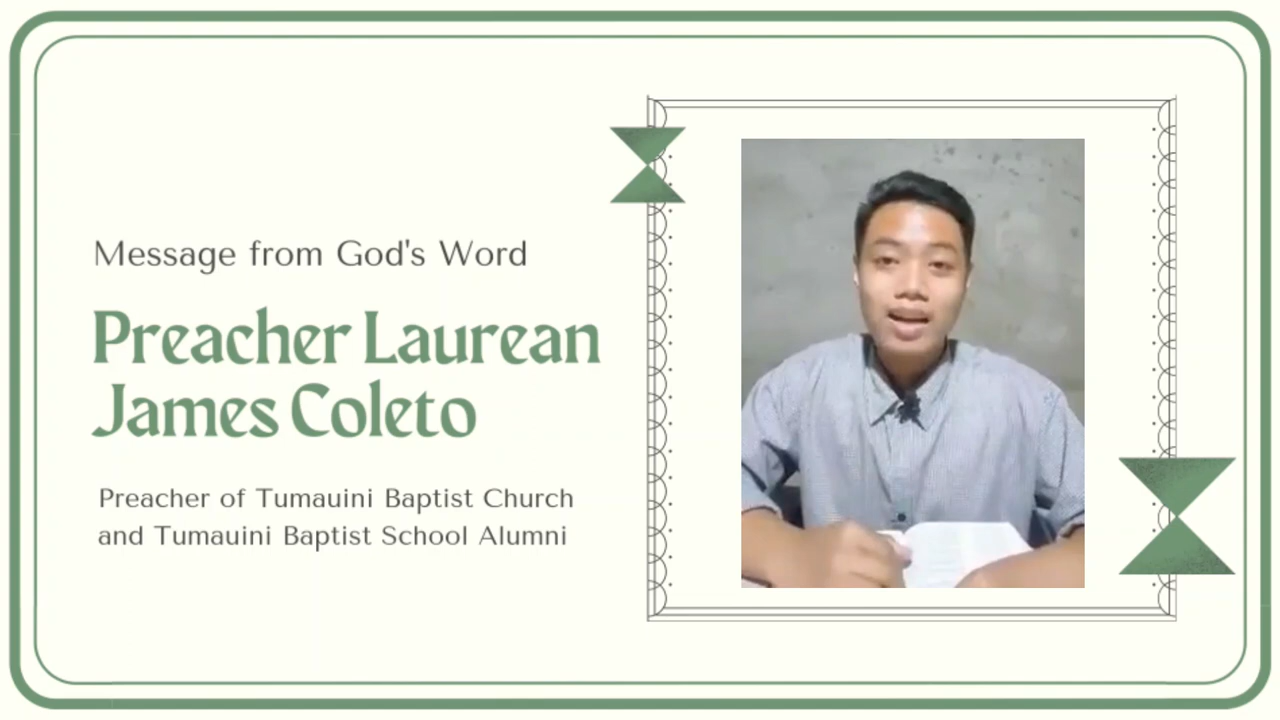 Message from God's Word
Preacher Laurean
James Coleto
Preacher of Tumauini Baptist Church
and Tumauini Baptist School Alumni